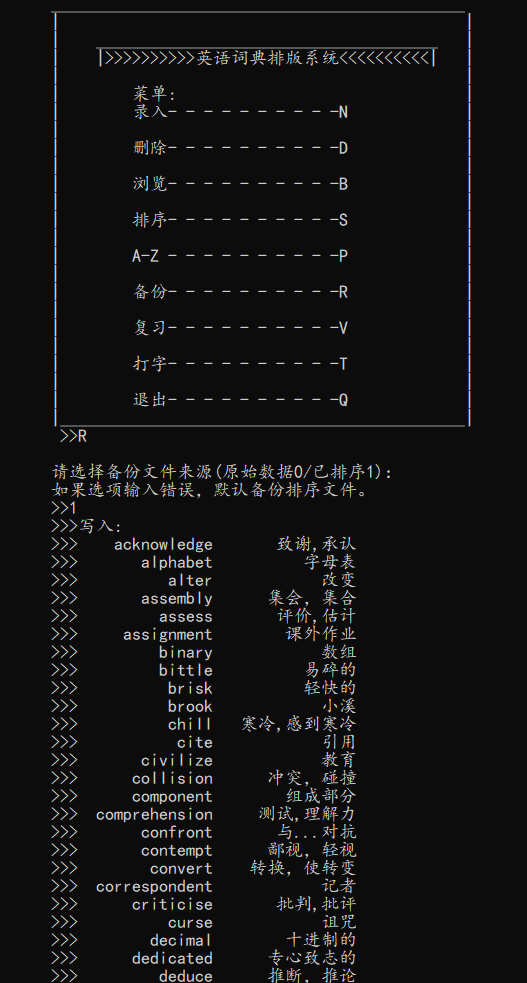 |>>>>>>>>>>英语词典排版系统<<<<<<<<<<|
菜单:
录入- - - - - - - - - -N
删除- - - - - - - - - -D
浏览- - - - - - - - - -B
排序- - - - - - - - - -S
A-Z - - - - - - - - - -P
备份- - - - - - - - - -R
复习- - - - - - - - - -V
打字- - - - - - - - - -T
退出- - - - - - - - - -Q
>>R
请选择备份文件来源(原始数据0/已排序1):
如果选项输入错误, 默认备份排序文件。
>>1
>>>写入:
>>> acknowledge 致谢,承认
>>> alphabet 字母表
>>> alter 改变
>>> assembly 集会, 集合
>>> assess 评价,估计
>>> assignment 课外作业
>>> binary 数组
>>> bittle 易碎的
>>> brisk 轻快的
>>> brook 小溪
>>> chill 寒冷,感到寒冷
>>> cite 引用
>>> civilize 教育
>>> collision 冲突, 碰撞
>>> component 组成部分
>>> comprehension 测试,理解力
>>> confront 与...对抗
>>> contempt 鄙视, 轻视
>>> convert 转换, 使转变
>>> correspondent 记者
>>> criticise 批判,批评
>>> curse 诅咒
>>> decimal 十进制的
>>> dedicated 专心致志的
>>> deduce 推断, 推论